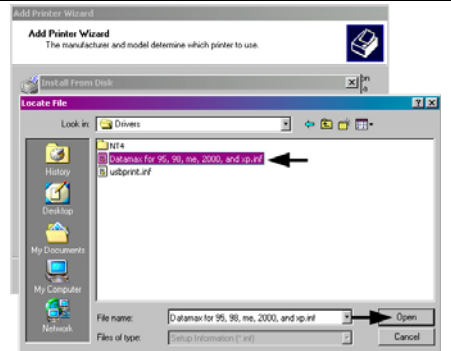 Add Printer Wizard
Add Printer Wizard
The manufacturer and model determine which printer to use.
Install From Disk
Locate File
Look in: Drivers
NT4
Datamax for 95, 98, me, 2000, and xp.inf
usbprint.inf
History
Desktop
My Documents
My Computer
Network
File name: Datamax for 95, 98, me, 2000, and xp.inf Open
Files of type: Setup Information (*.inf) Cancel